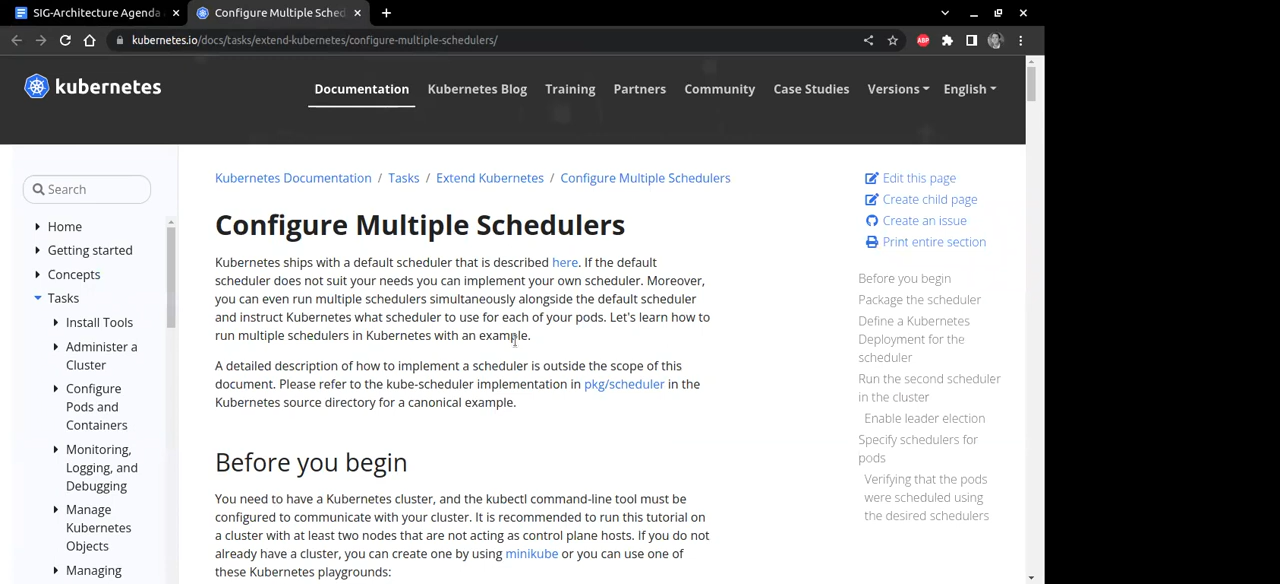 SIG-Architecture Agenda
Configure Multiple Sched
kubernetes.io/docs/tasks/extend-kubernetes/configure-multiple-schedulers/
ABP
kubernetes
Documentation
Kubernetes Blog
Training
Partners
Community
Case Studies
Versions
English
Search
Home
Getting started
Concepts
Tasks
Install Tools
Administer a
Cluster
Configure
Pods and
Containers
Monitoring,
Logging, and
Debugging
Manage
Kubernetes
Objects
Managing
Kubernetes Documentation / Tasks / Extend Kubernetes / Configure Multiple Schedulers
Configure Multiple Schedulers
Kubernetes ships with a default scheduler that is described here. If the default
scheduler does not suit your needs you can implement your own scheduler. Moreover,
you can even run multiple schedulers simultaneously alongside the default scheduler
and instruct Kubernetes what scheduler to use for each of your pods. Let's learn how to
run multiple schedulers in Kubernetes with an example.
A detailed description of how to implement a scheduler is outside the scope of this
document. Please refer to the kube-scheduler implementation in pkg/scheduler in the
Kubernetes source directory for a canonical example.
Before you begin
You need to have a Kubernetes cluster, and the kubectl command-line tool must be
configured to communicate with your cluster. It is recommended to run this tutorial on
a cluster with at least two nodes that are not acting as control plane hosts. If you do not
already have a cluster, you can create one by using minikube or you can use one of
these Kubernetes playgrounds:
Edit this page
Create child page
Create an issue
Print entire section
Before you begin
Package the scheduler
Define a Kubernetes
Deployment for the
scheduler
Run the second scheduler
in the cluster
Enable leader election
Specify schedulers for
pods
Verifying that the pods
were scheduled using
the desired schedulers